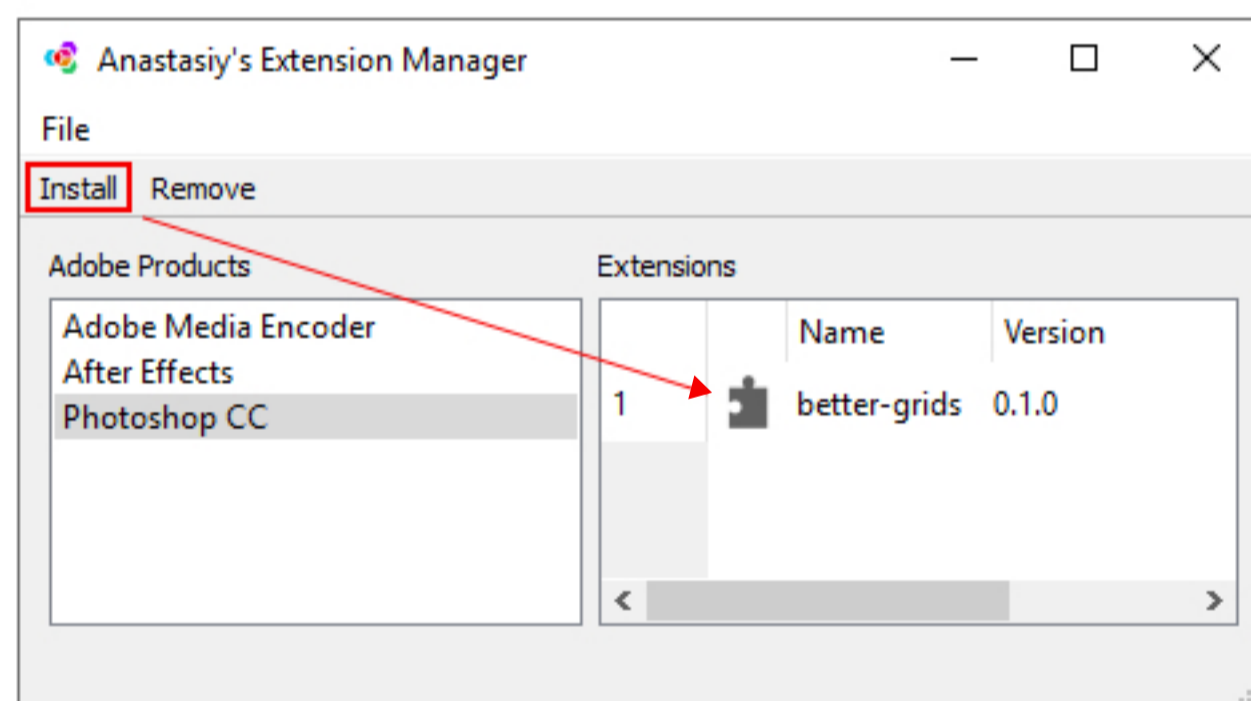 Anastasiy's Extension Manager
File
Install Remove
Adobe Products
Adobe Media Encoder
After Effects
Photoshop CC
Extensions
Name Version
1 better-grids 0.1.0